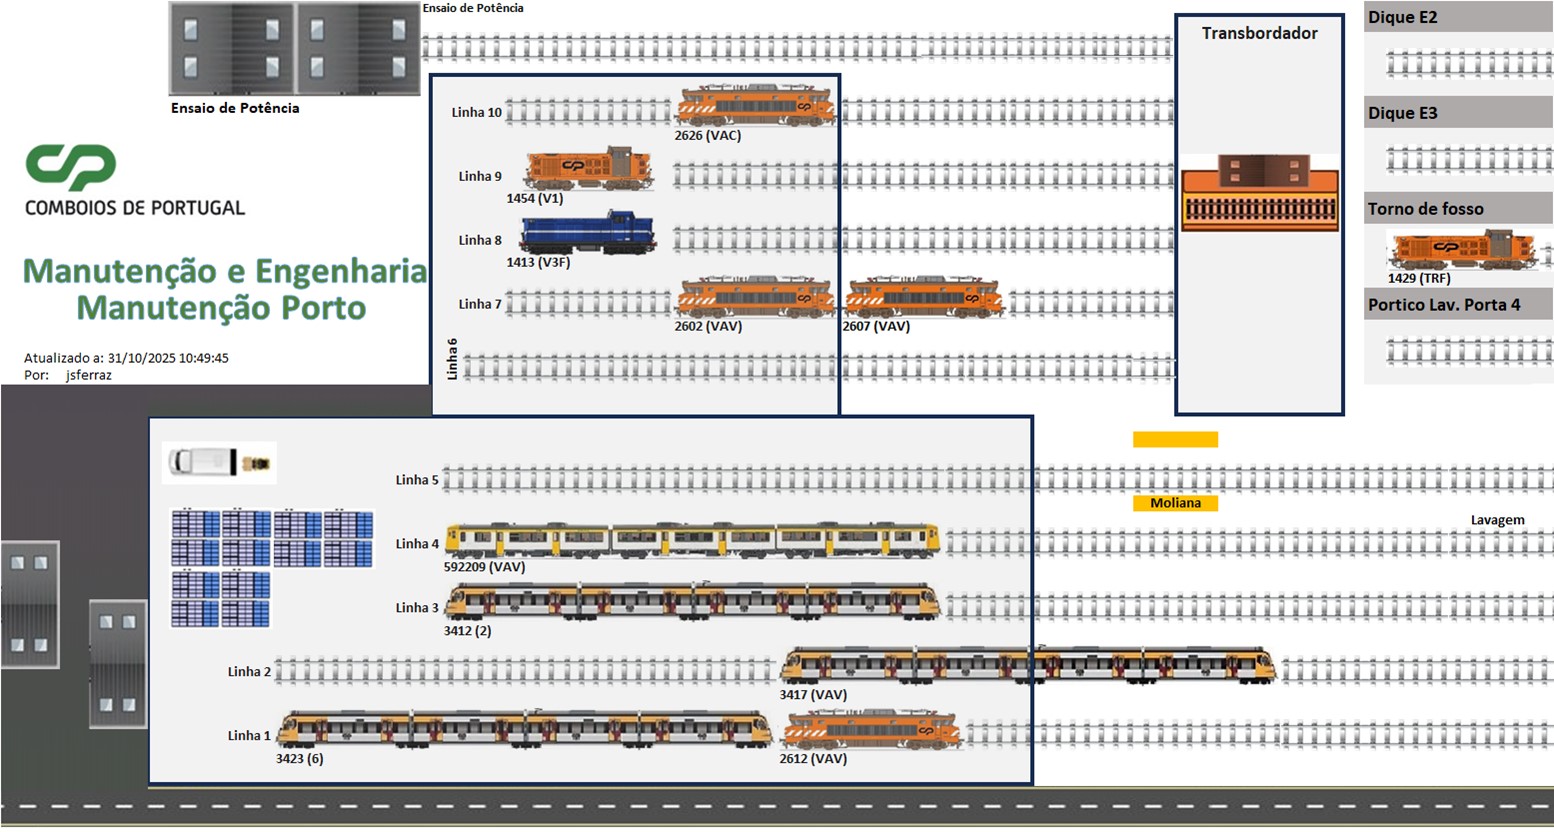 Ensaio de Potência
Ensaio de Potência
COMBOIOS DE PORTUGAL
Manutenção e Engenharia
Manutenção Porto
Atualizado a: 31/10/2025 10:49:45
Por: jsferraz
Linha 10
2626 (VAC)
Linha 9
1454 (V1)
Linha 8
1413 (V3F)
Linha 7
2602 (VAV)
2607 (VAV)
Linha 6
Transbordador
Dique E2
Dique E3
Torno de fosso
1429 (TRF)
Portico Lav. Porta 4
Linha 5
Moliana
Lavagem
Linha 4
592209 (VAV)
Linha 3
3412 (2)
Linha 2
3417 (VAV)
Linha 1
3423 (6)
2612 (VAV)